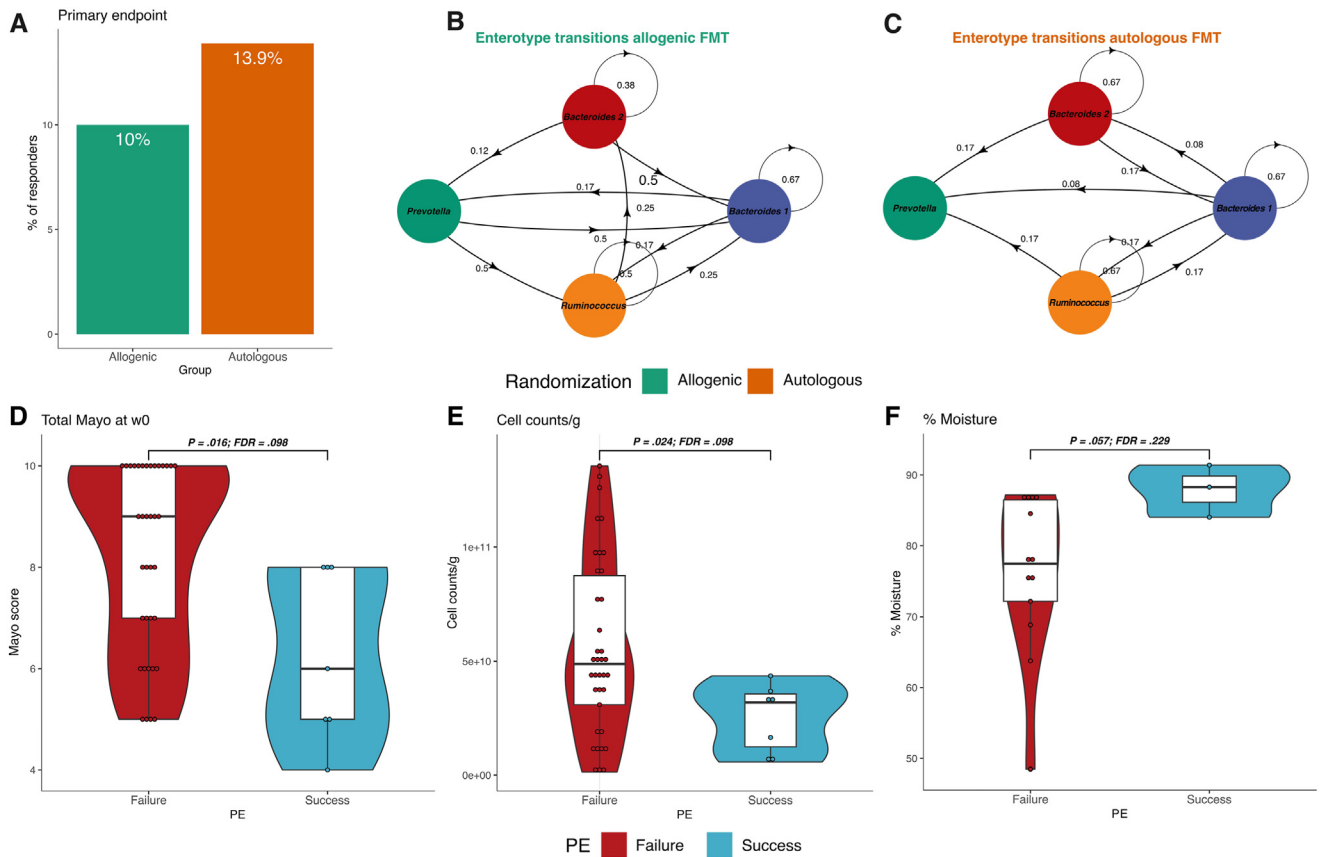 A
Primary endpoint
% of responders
10
5
0
10%
13.9%
Allogenic
Autologous
Group
B
Enterotype transitions allogenic FMT
0.38
Bacteroides 2
0.12
0.17
0.5
0.67
Prevotella
Bacteroides 1
0.25
0.5
0.17
0.5
0.5
0.25
Ruminococcus
C
Enterotype transitions autologous FMT
0.67
Bacteroides 2
0.17
0.08
0.17
0.67
0.08
Prevotella
Bacteroides 1
0.17
0.17
0.67
0.17
Ruminococcus
Randomization Allogenic Autologous
D
Total Mayo at w0
P = .016; FDR = .098
Mayo score
10
8
6
4
Failure
Success
PE
E
Cell counts/g
P = .024; FDR = .098
Cell counts/g
1e+11
5e+10
0e+00
Failure
Success
PE
F
% Moisture
P = .057; FDR = .229
% Moisture
90
80
70
60
50
Failure
Success
PE
PE Failure Success